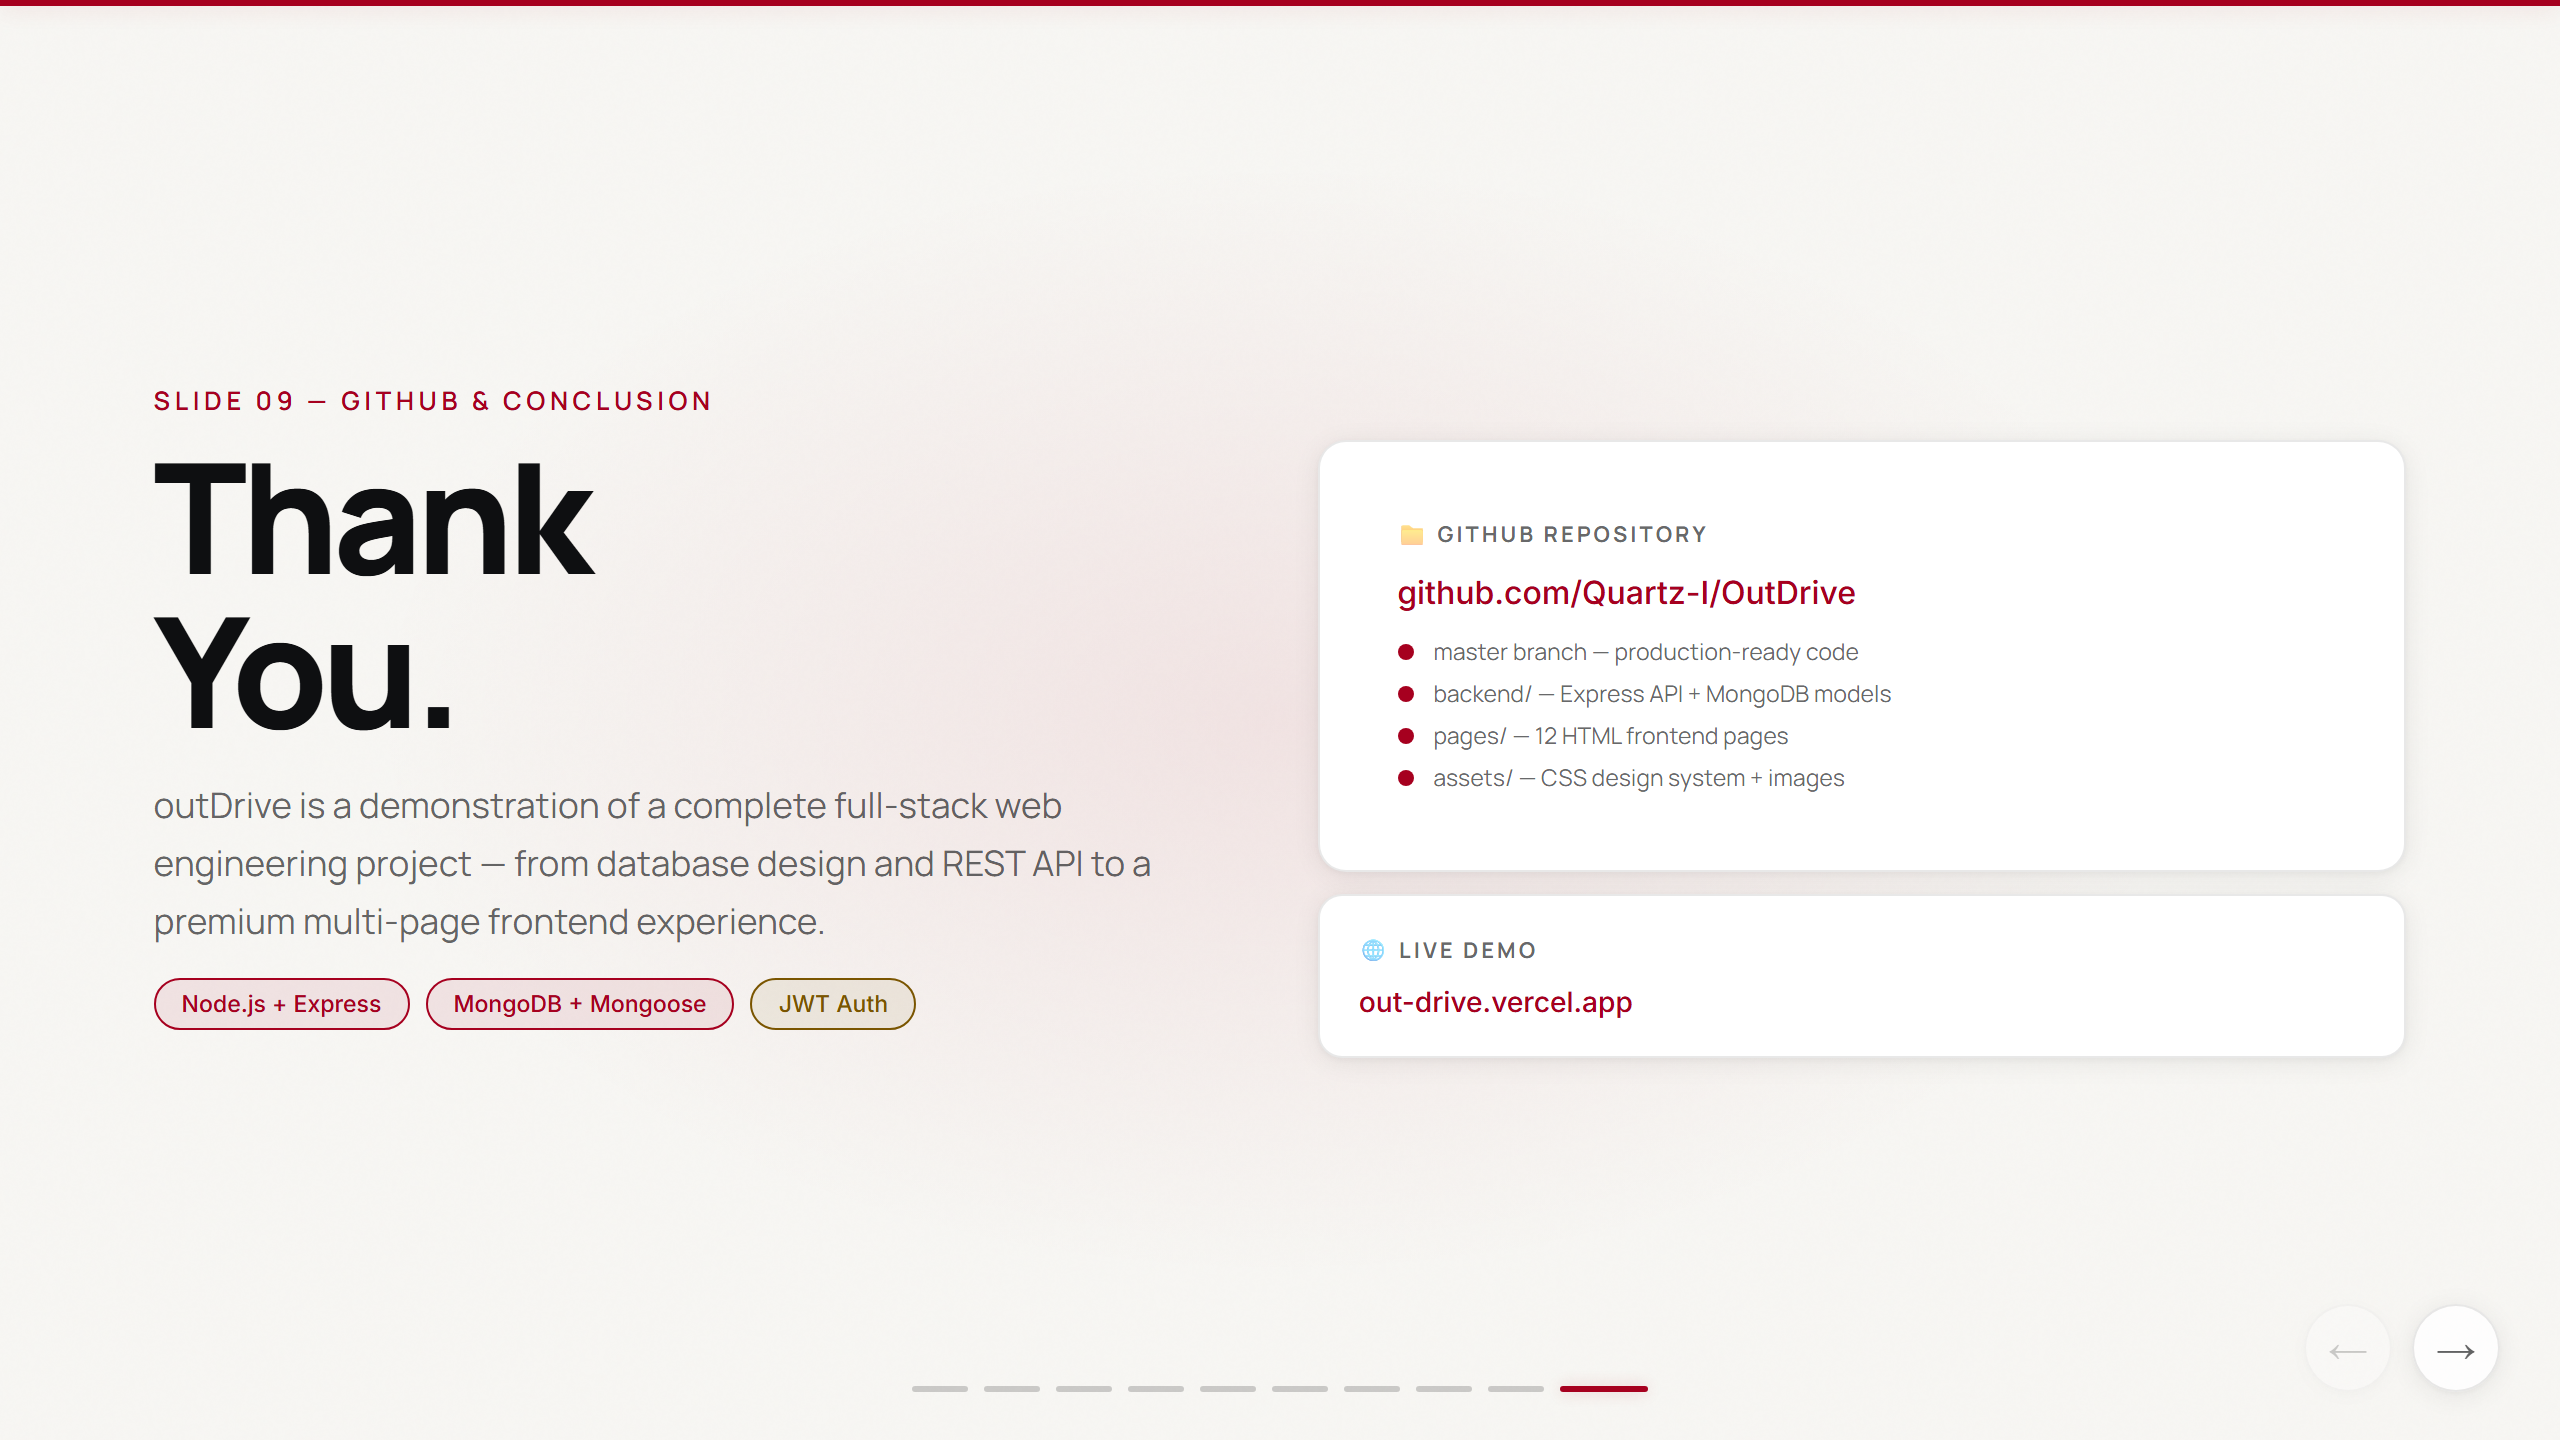 SLIDE 09 — GITHUB & CONCLUSION
Thank
You.
outDrive is a demonstration of a complete full-stack web
engineering project — from database design and REST API to a
premium multi-page frontend experience.
Node.js + Express
MongoDB + Mongoose
JWT Auth
📁 GITHUB REPOSITORY
github.com/Quartz-I/OutDrive
master branch — production-ready code
backend/ — Express API + MongoDB models
pages/ — 12 HTML frontend pages
assets/ — CSS design system + images
🌐 LIVE DEMO
out-drive.vercel.app
← →